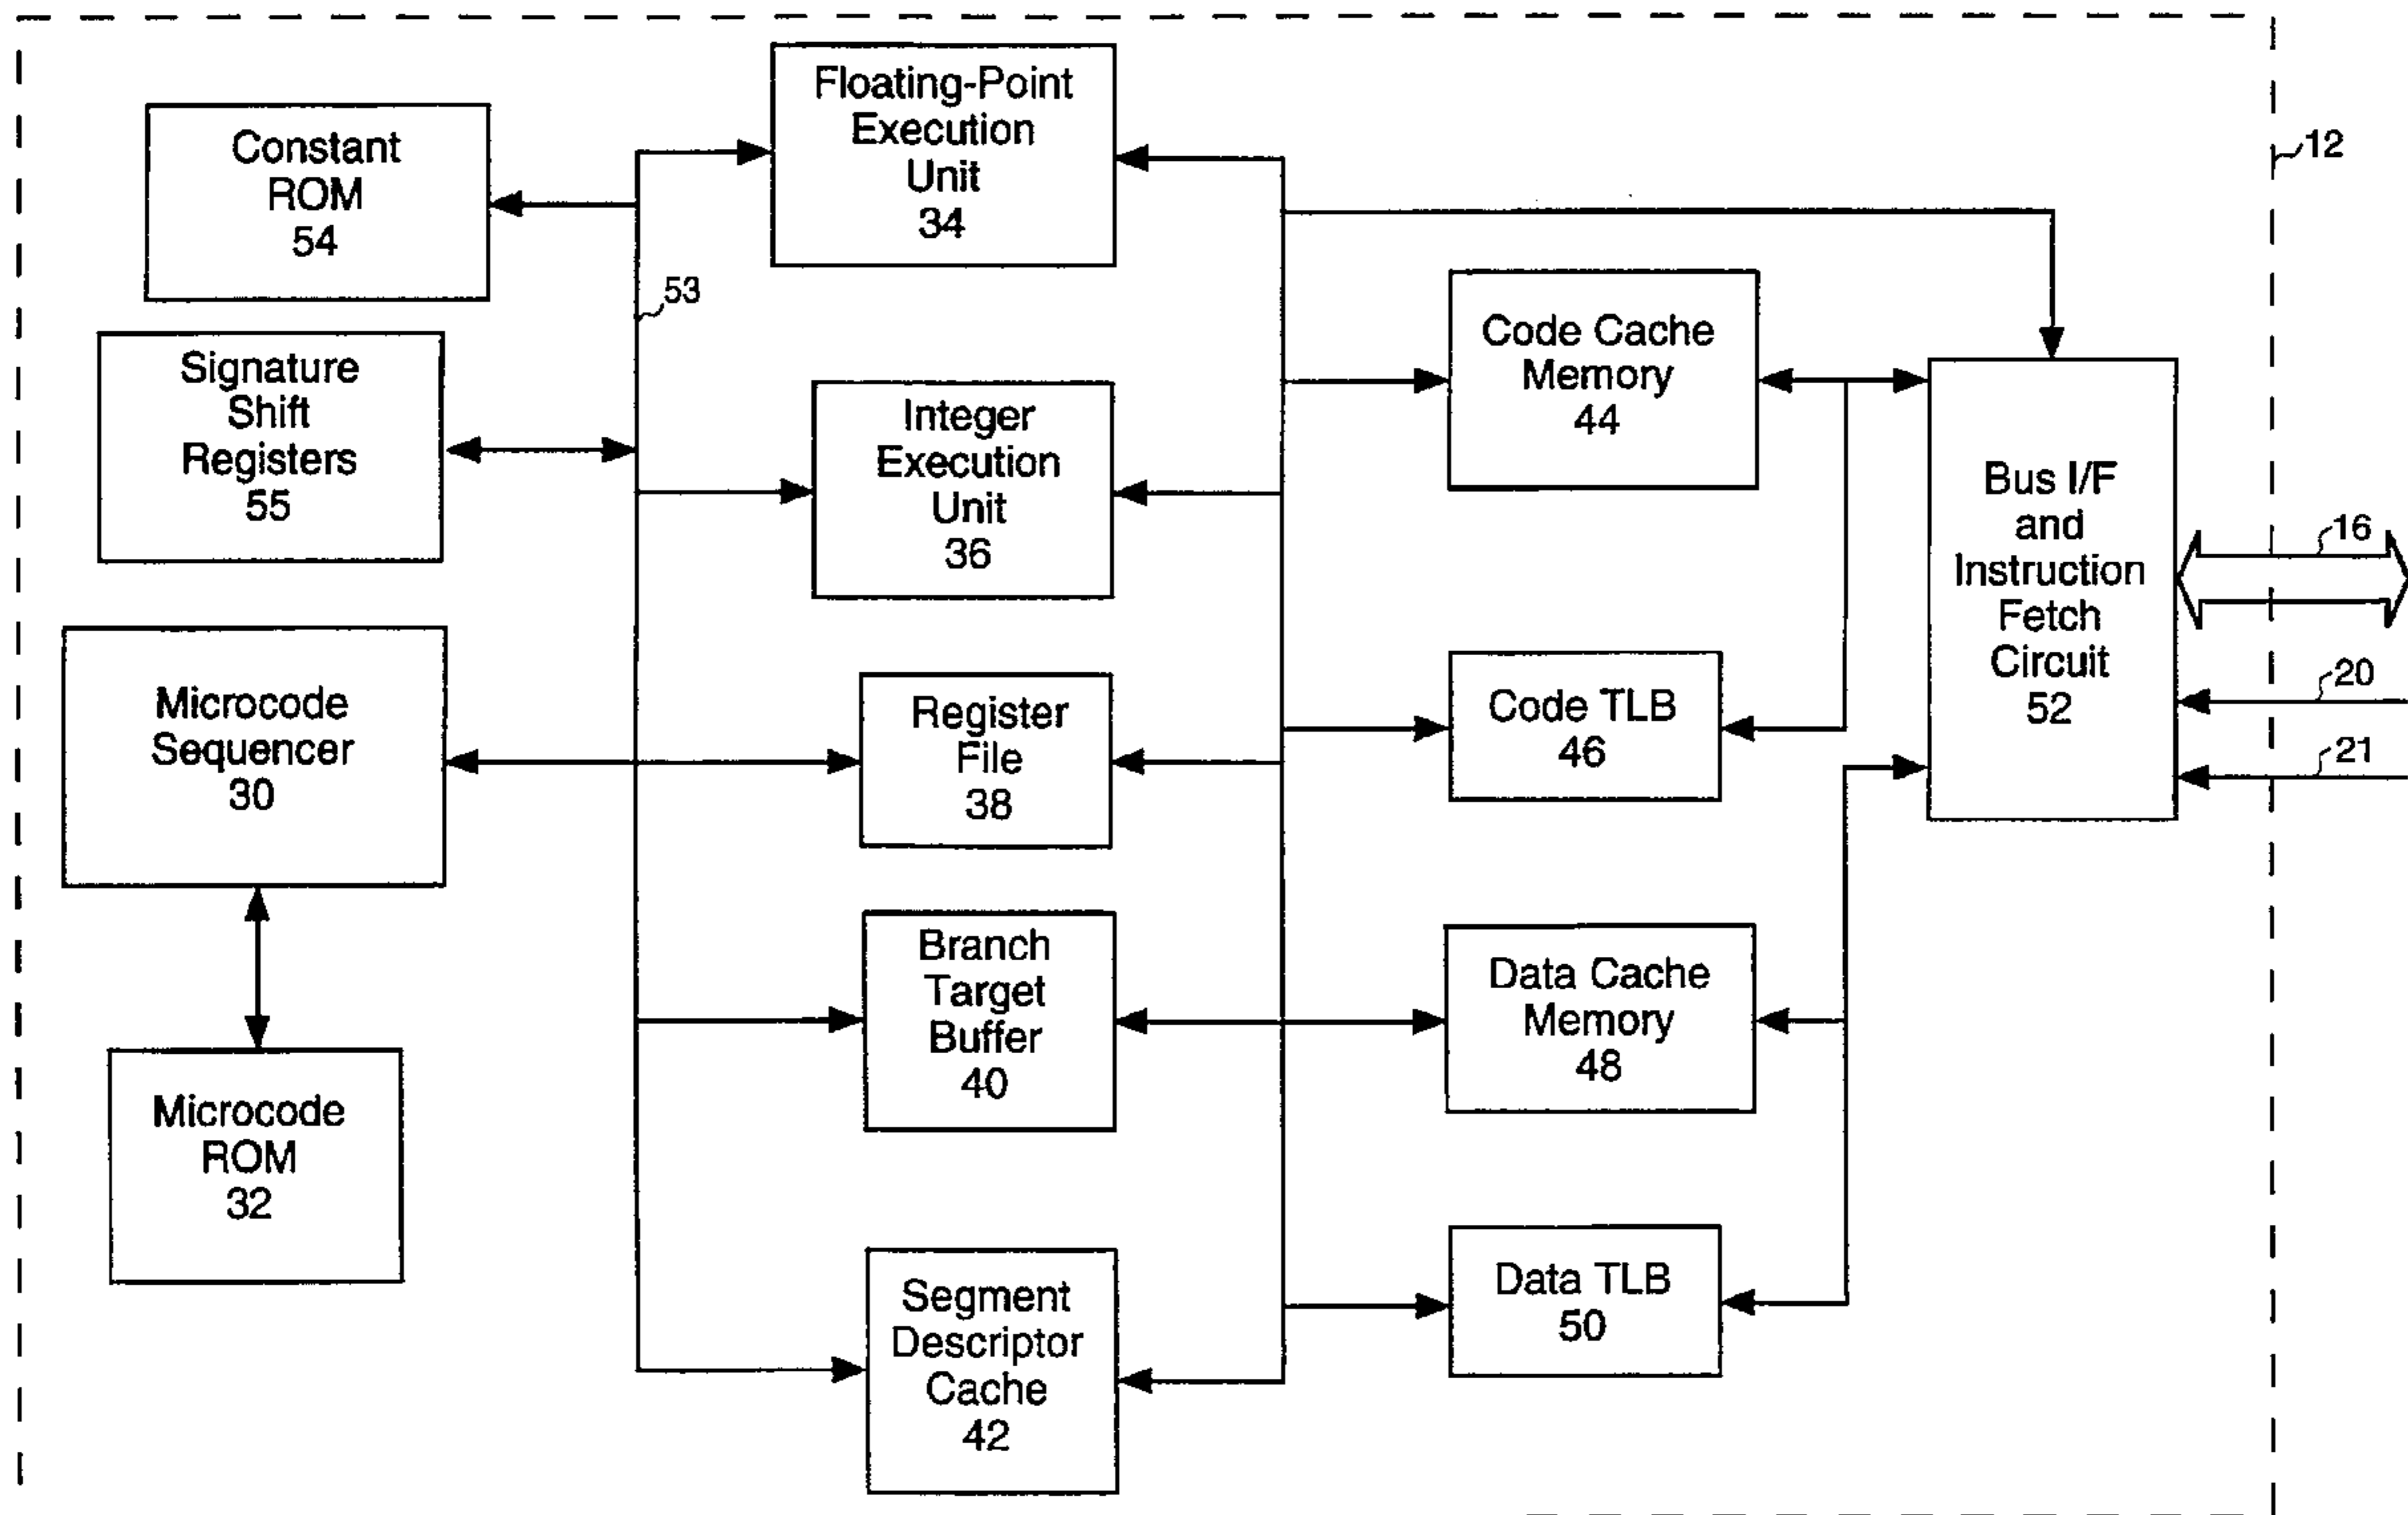 Constant
ROM
54
Signature
Shift
Registers
55
Microcode
Sequencer
30
Microcode
ROM
32
53
Floating-Point
Execution
Unit
34
Integer
Execution
Unit
36
Register
File
38
Branch
Target
Buffer
40
Segment
Descriptor
Cache
42
Code Cache
Memory
44
Code TLB
46
Data Cache
Memory
48
Data TLB
50
Bus I/F
and
Instruction
Fetch
Circuit
52
12
16
20
21